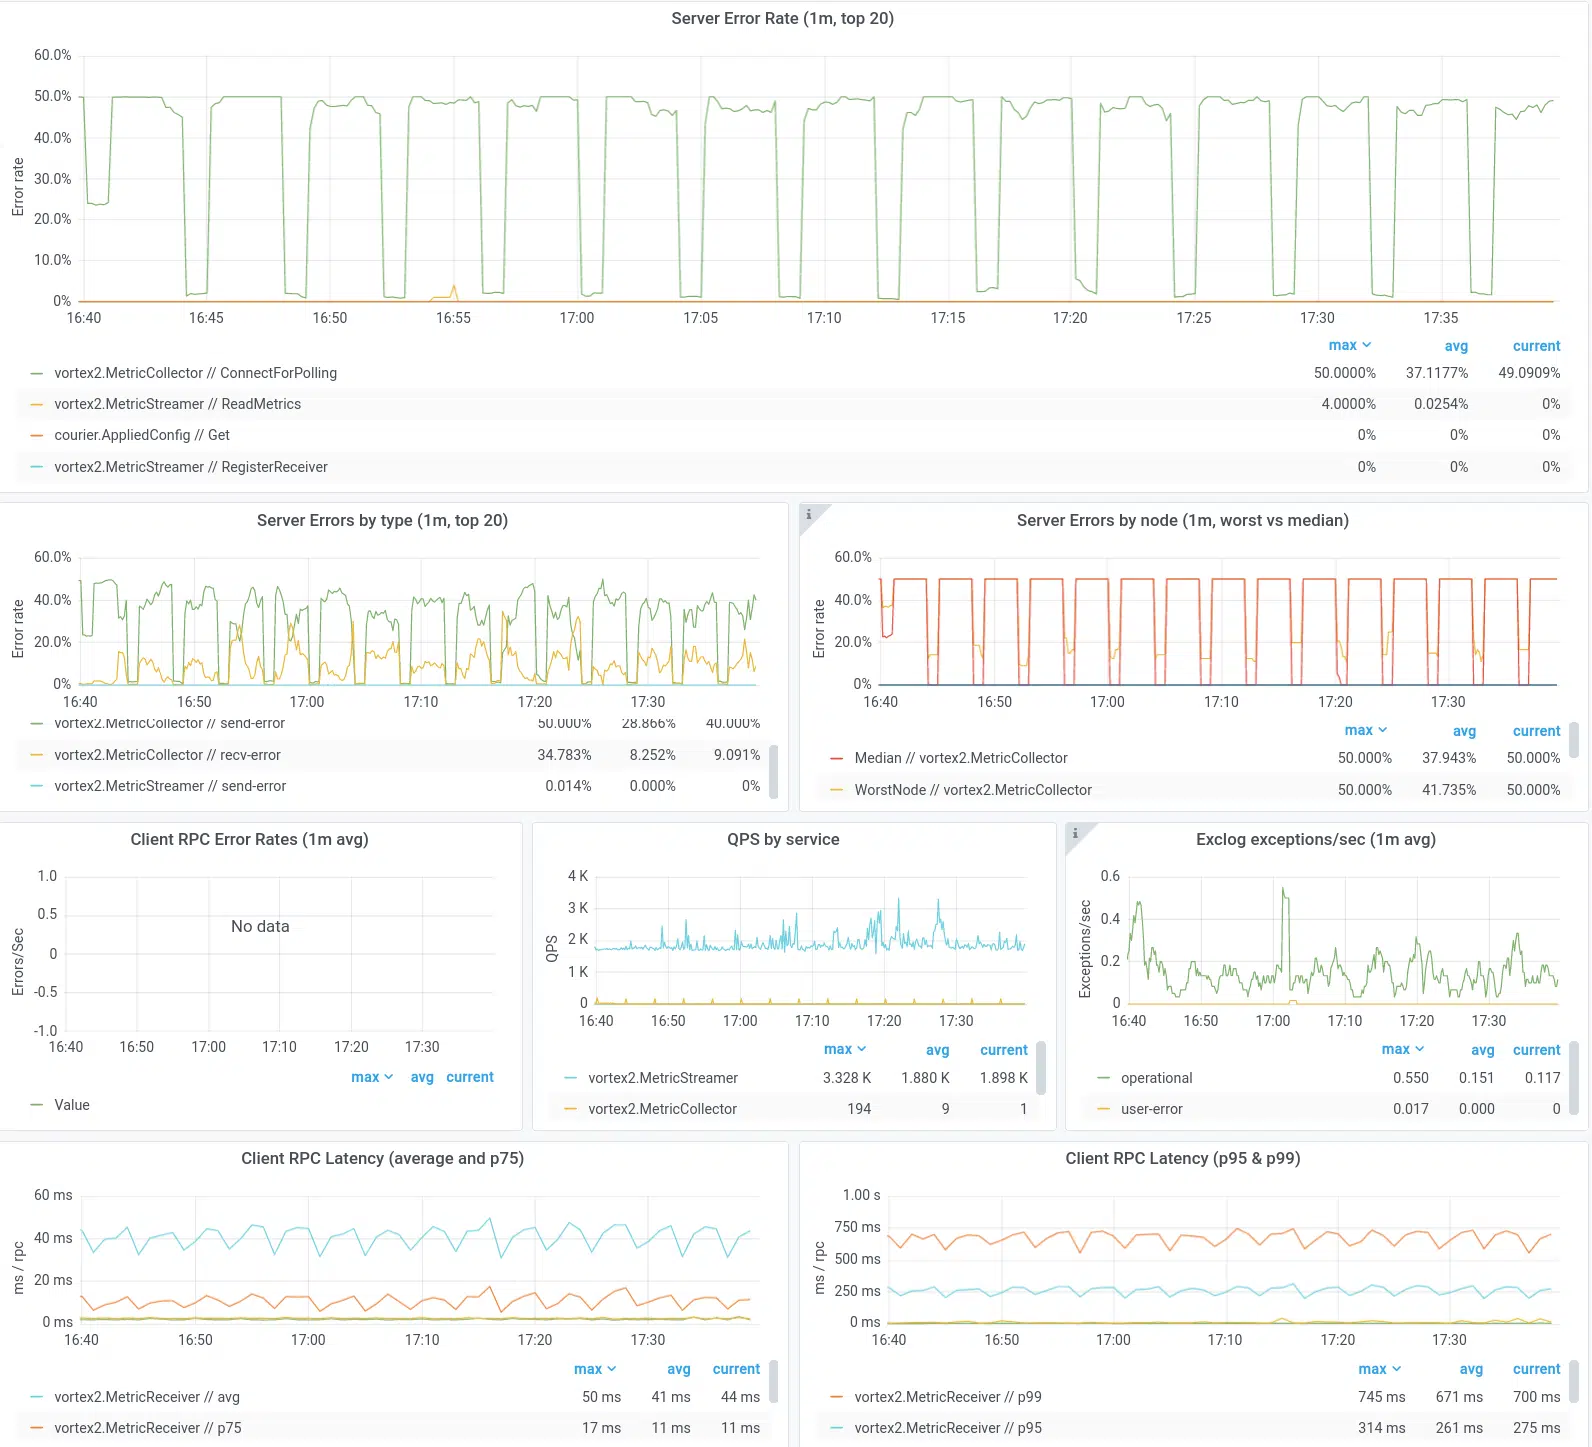 Server Error Rate (1m, top 20)
60.0%
50.0%
40.0%
30.0%
20.0%
10.0%
0%
Error rate
16:40 16:45 16:50 16:55 17:00 17:05 17:10 17:15 17:20 17:25 17:30 17:35
max avg current
vortex2.MetricCollector // ConnectForPolling 50.0000% 37.1177% 49.0909%
vortex2.MetricStreamer // ReadMetrics 4.0000% 0.0254% 0%
courier.AppliedConfig // Get 0% 0% 0%
vortex2.MetricStreamer // RegisterReceiver 0% 0% 0%
Server Errors by type (1m, top 20)
60.0%
40.0%
20.0%
0%
Error rate
16:40 16:50 17:00 17:10 17:20 17:30
vortex2.MetricCollector // send-error 50.000% 28.866% 40.000%
vortex2.MetricCollector // recv-error 34.783% 8.252% 9.091%
vortex2.MetricStreamer // send-error 0.014% 0.000% 0%
i
Server Errors by node (1m, worst vs median)
60.0%
40.0%
20.0%
0%
Error rate
16:40 16:50 17:00 17:10 17:20 17:30
max avg current
Median // vortex2.MetricCollector 50.000% 37.943% 50.000%
WorstNode // vortex2.MetricCollector 50.000% 41.735% 50.000%
Client RPC Error Rates (1m avg)
1.0
0.5
0
-0.5
-1.0
Errors/Sec
No data
16:40 16:50 17:00 17:10 17:20 17:30
max avg current
Value
QPS by service
4 K
3 K
2 K
1 K
0
QPS
16:40 16:50 17:00 17:10 17:20 17:30
max avg current
vortex2.MetricStreamer 3.328 K 1.880 K 1.898 K
vortex2.MetricCollector 194 9 1
i
Exclog exceptions/sec (1m avg)
0.6
0.4
0.2
0
Exceptions/sec
16:40 16:50 17:00 17:10 17:20 17:30
max avg current
operational 0.550 0.151 0.117
user-error 0.017 0.000 0
Client RPC Latency (average and p75)
60 ms
40 ms
20 ms
0 ms
ms / rpc
16:40 16:50 17:00 17:10 17:20 17:30
max avg current
vortex2.MetricReceiver // avg 50 ms 41 ms 44 ms
vortex2.MetricReceiver // p75 17 ms 11 ms 11 ms
Client RPC Latency (p95 & p99)
1.00 s
750 ms
500 ms
250 ms
0 ms
ms / rpc
16:40 16:50 17:00 17:10 17:20 17:30
max avg current
vortex2.MetricReceiver // p99 745 ms 671 ms 700 ms
vortex2.MetricReceiver // p95 314 ms 261 ms 275 ms